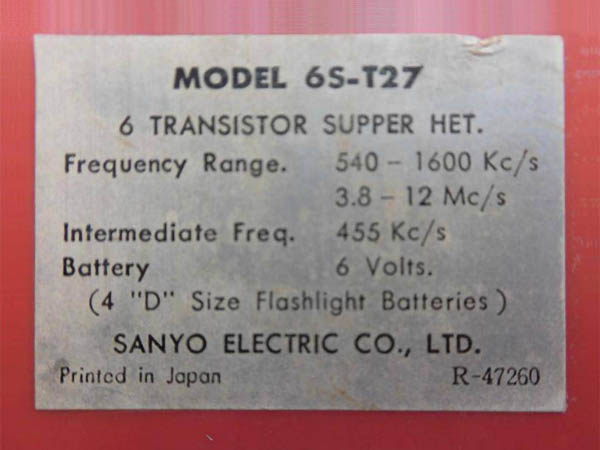 MODEL 6S-T27
6 TRANSISTOR SUPPER HET.
Frequency Range. 540 - 1600 Kc/s
3.8 - 12 Mc/s
Intermediate Freq. 455 Kc/s
Battery 6 Volts.
(4 "D" Size Flashlight Batteries)
SANYO ELECTRIC CO., LTD.
Printed in Japan R-47260